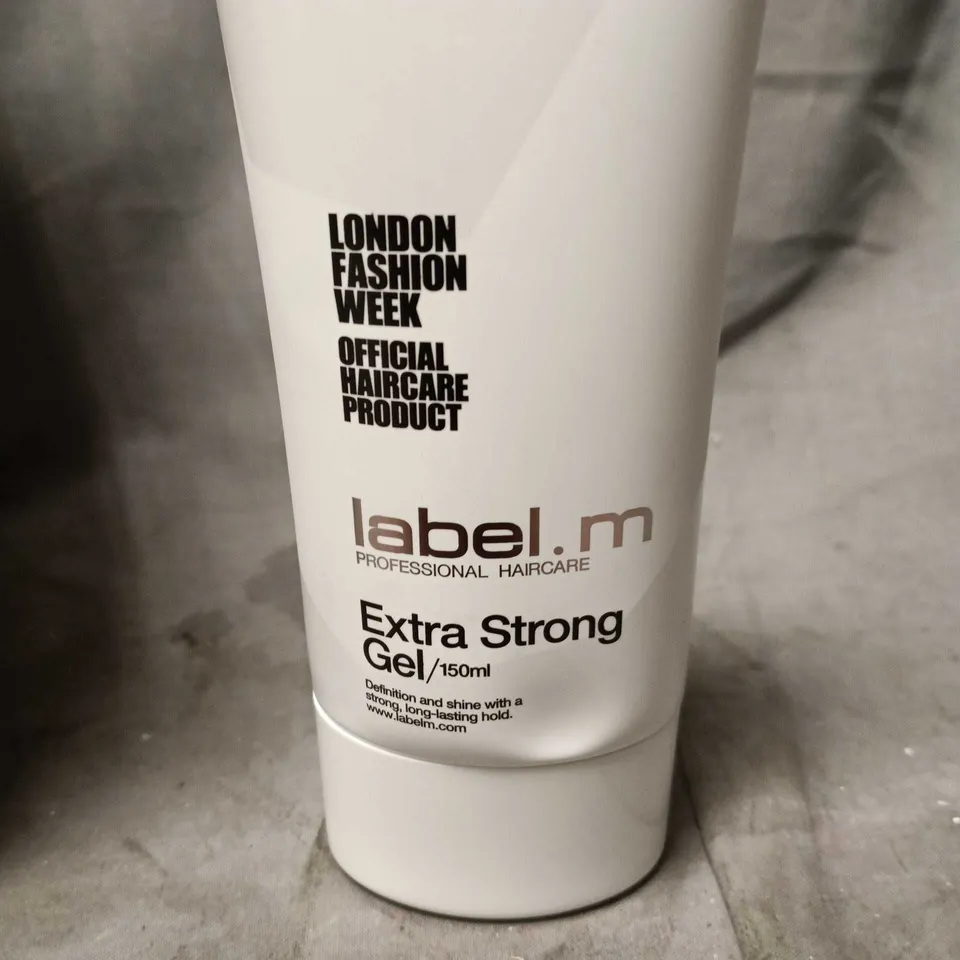 LONDON
FASHION
WEEK
OFFICIAL
HAIRCARE
PRODUCT
label.m
PROFESSIONAL HAIRCARE
Extra Strong
Gel/150ml
Definition and shine with a
strong, long-lasting hold.
www.labelm.com